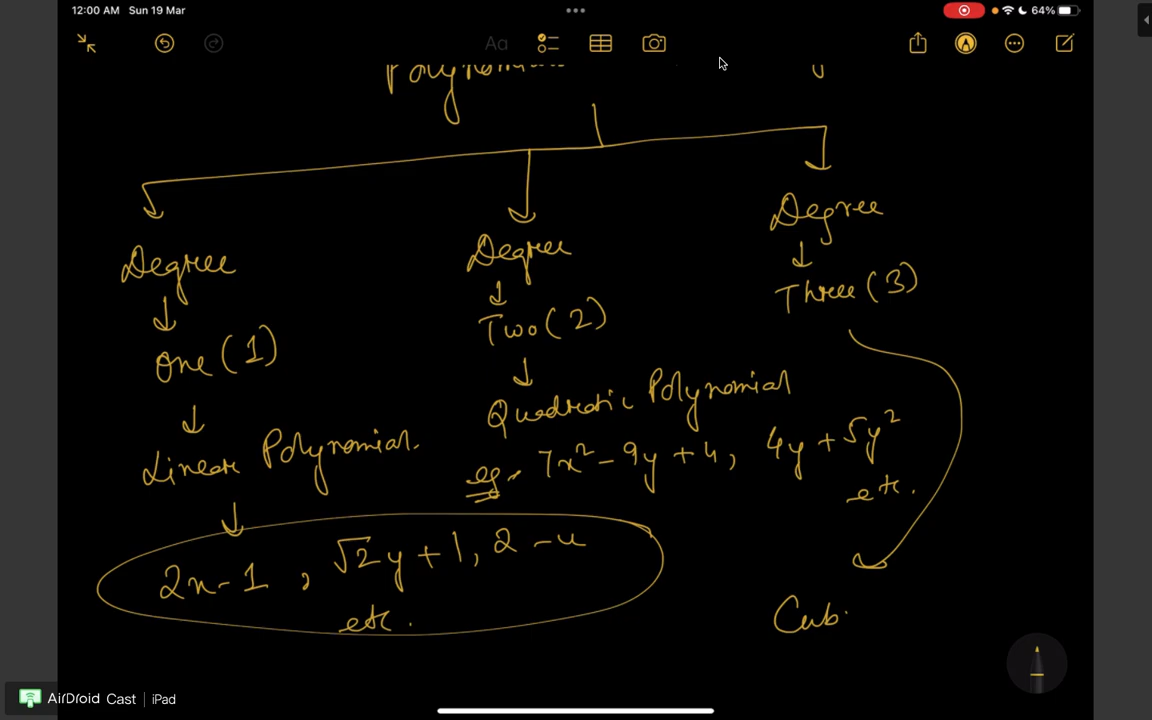 12:00 AM Sun 19 Mar
64%
Aa
Polynomial
Degree
One (1)
Linear Polynomial.
2x-1, √2y+1, 2-u
etc.
Degree
Two (2)
Quadratic Polynomial
eg. 7x²-9y+4, 4y+5y²
etc.
Degree
Three (3)
Cub
AirDroid Cast | iPad